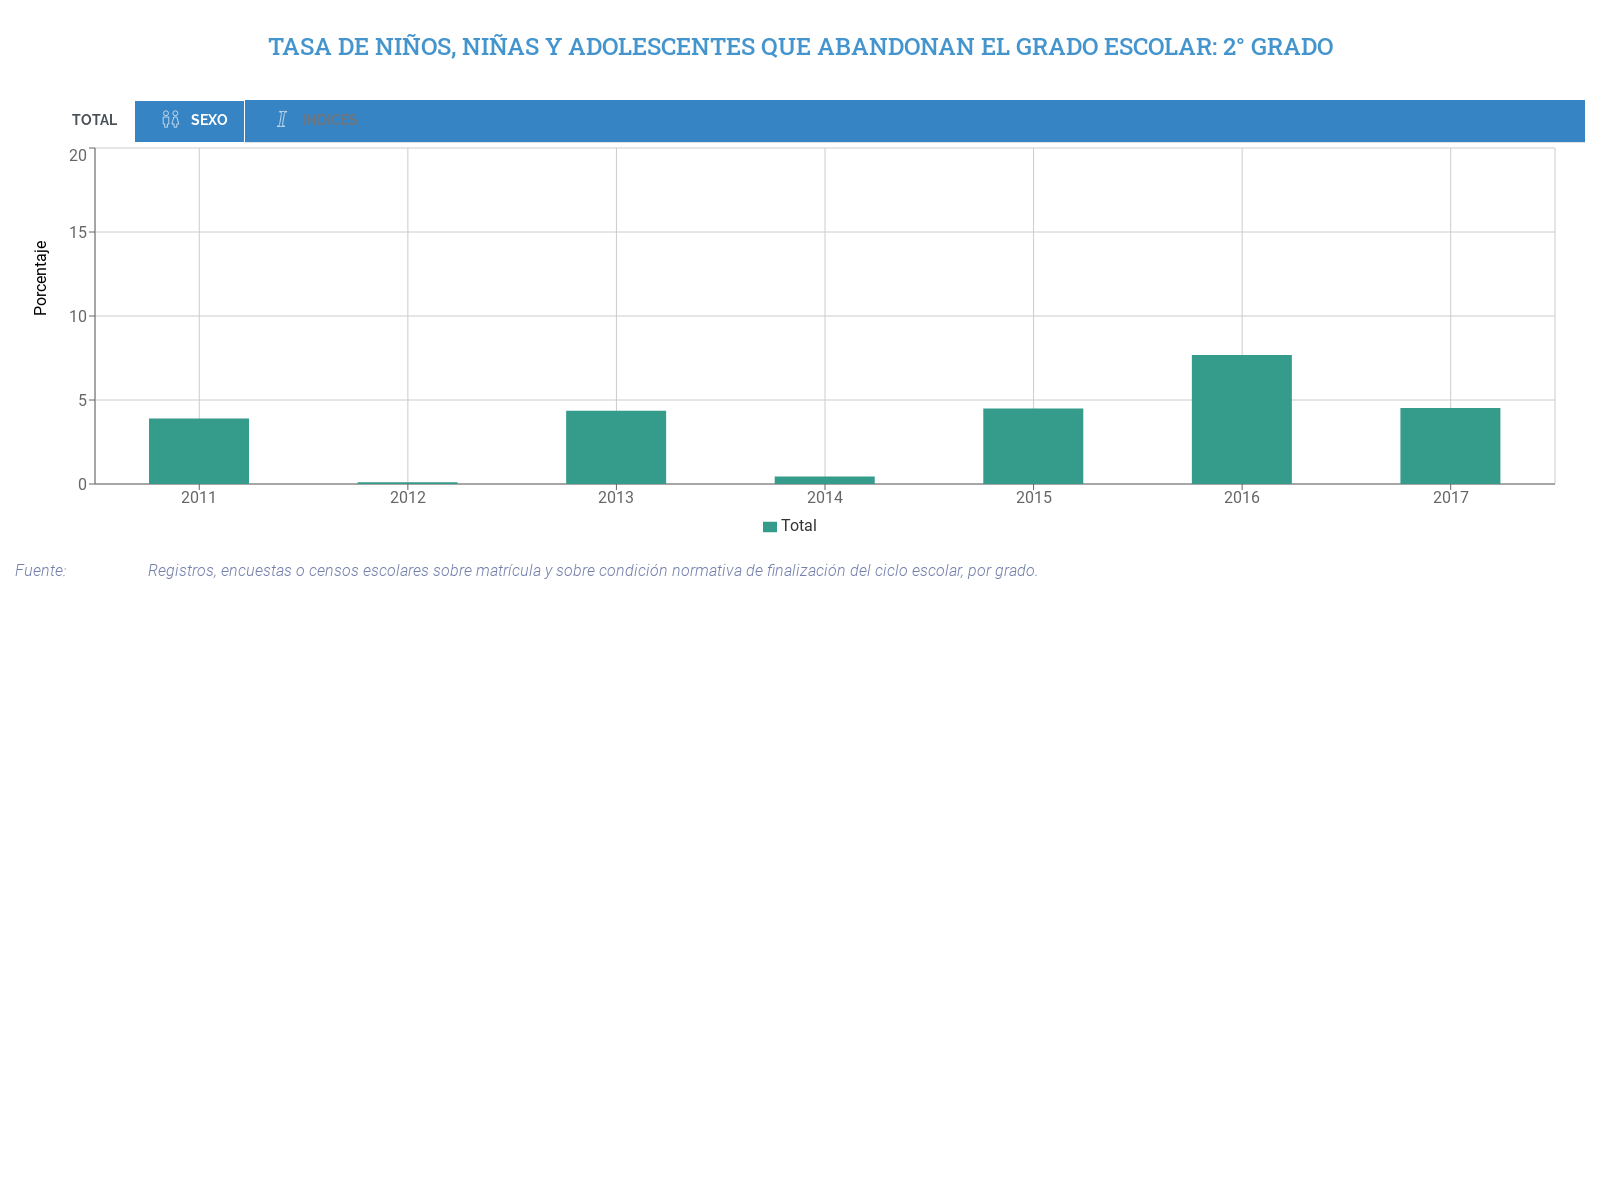 TASA DE NIÑOS, NIÑAS Y ADOLESCENTES QUE ABANDONAN EL GRADO ESCOLAR: 2° GRADO
TOTAL SEXO INDICES
20
15
10
5
0
Porcentaje
2011 2012 2013 2014 2015 2016 2017
Total
Fuente: Registros, encuestas o censos escolares sobre matrícula y sobre condición normativa de finalización del ciclo escolar, por grado.